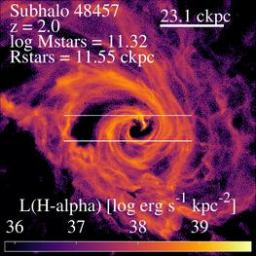 Subhalo 48457
23.1 ckpc
z = 2.0
log Mstars = 11.32
Rstars = 11.55 ckpc
L(H-alpha) [log erg s⁻¹ kpc⁻²]
36 37 38 39